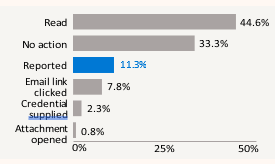 Read 44.6%
No action 33.3%
Reported 11.3%
Email link
clicked 7.8%
Credential
supplied 2.3%
Attachment
opened 0.8%
0% 25% 50%